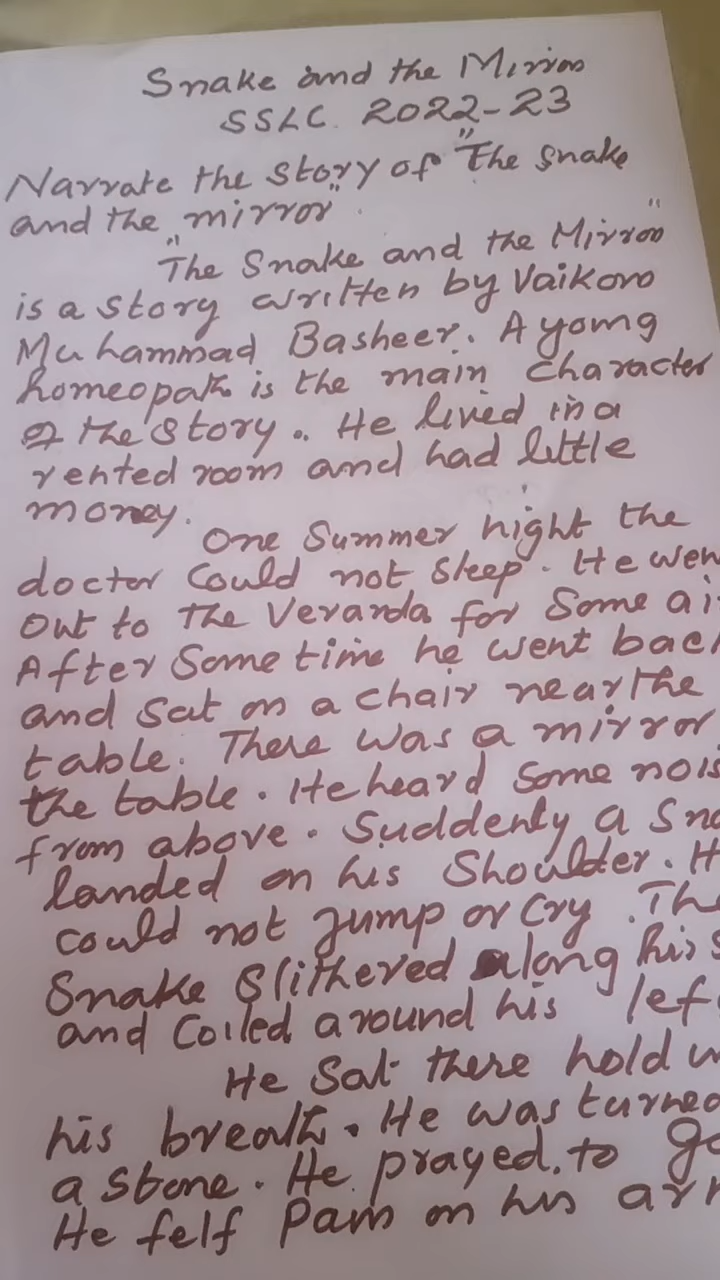 Snake and the Mirror
SSLC 2022-23
Narrate the story of "The snake
and the "mirror".
"The Snake and the Mirror"
is a story written by Vaikom
Muhammad Basheer. A young
homeopath is the main character
of the story. He lived in a
rented room and had little
money.
One Summer night the
doctor could not sleep. He wen
out to the Veranda for some ai
After Some time he went bac
and sat on a chair near the
table. There was a mirror
the table. He heard some nois
from above. Suddenly a Sna
landed on his Shoulder. H
could not jump or cry. Th
Snake slithered along his s
and coiled around his lef
He Sat there hold
his breath. He was turned
a stone. He prayed to go
He felf Pain on his ar